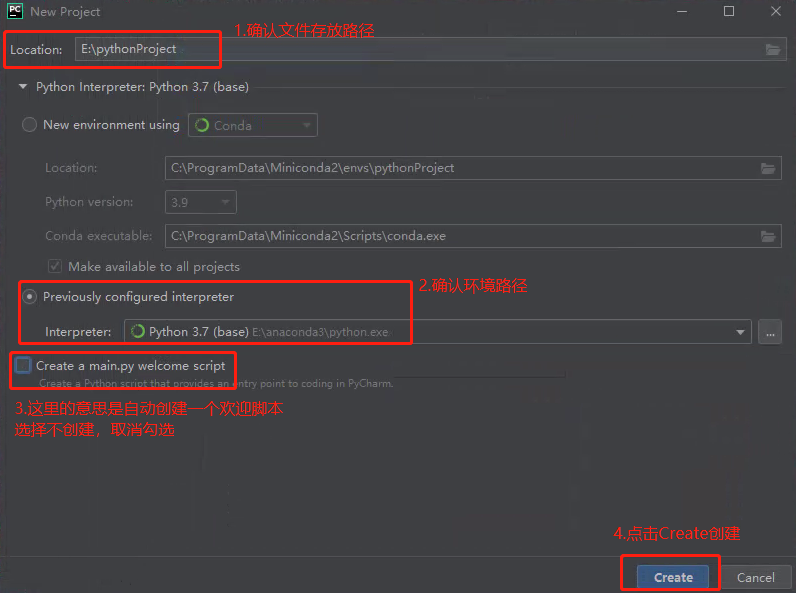 PC New Project
1.确认文件存放路径
Location: E:\pythonProject
Python Interpreter: Python 3.7 (base)
New environment using Conda
Location: C:\ProgramData\Miniconda2\envs\pythonProject
Python version: 3.9
Conda executable: C:\ProgramData\Miniconda2\Scripts\conda.exe
Make available to all projects
2.确认环境路径
Previously configured interpreter
Interpreter: Python 3.7 (base) E:\anaconda3\python.exe ...
Create a main.py welcome script
Create a Python script that provides an entry point to coding in PyCharm.
3.这里的意思是自动创建一个欢迎脚本
选择不创建，取消勾选
4.点击Create创建
Create Cancel